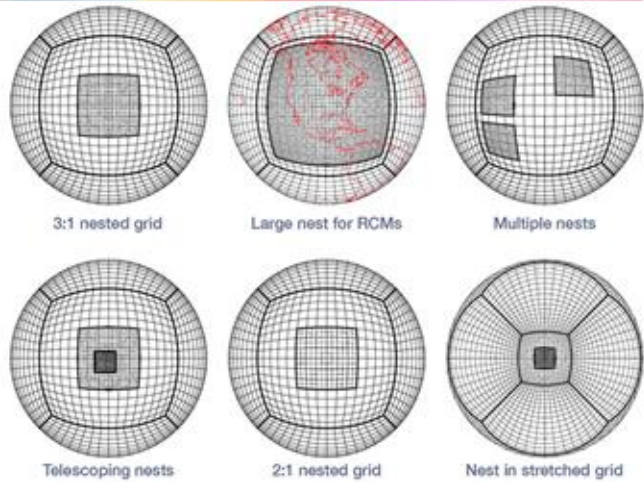 3:1 nested grid
Large nest for RCMs
Multiple nests
Telescoping nests
2:1 nested grid
Nest in stretched grid